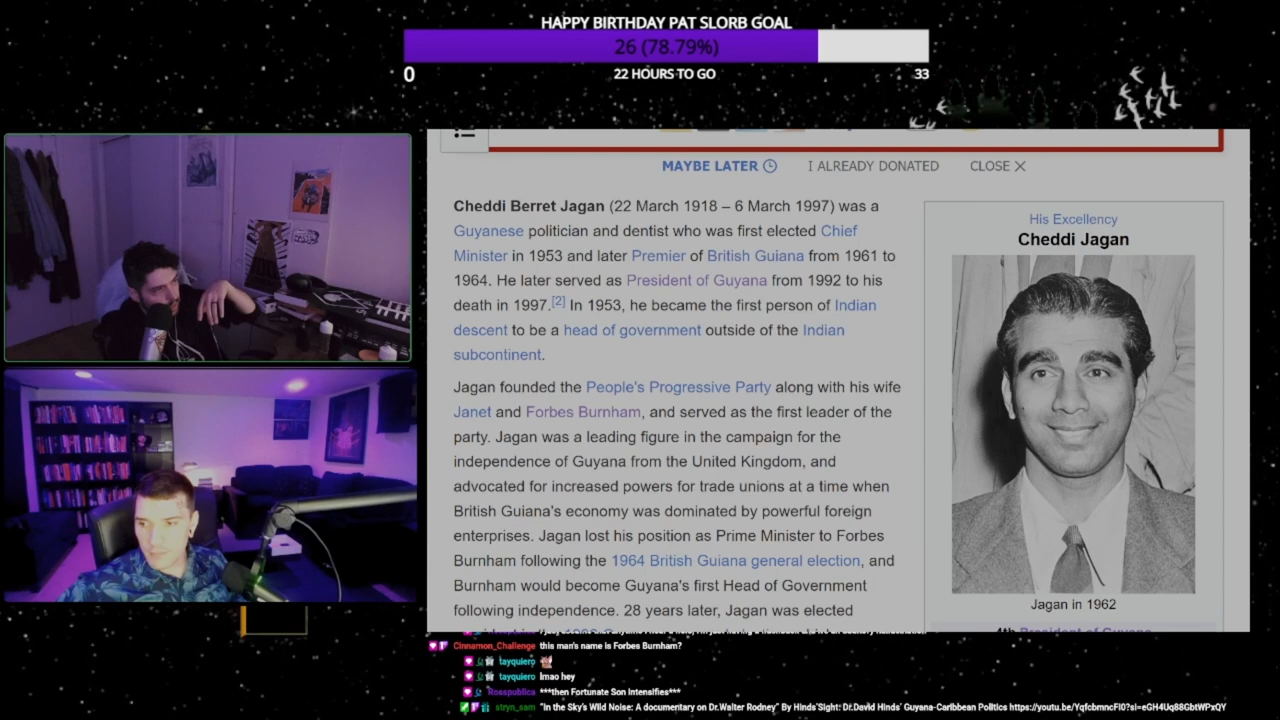 HAPPY BIRTHDAY PAT SLORB GOAL
26 (78.79%)
0
22 HOURS TO GO
33
MAYBE LATER
I ALREADY DONATED
CLOSE
Cheddi Berret Jagan (22 March 1918 – 6 March 1997) was a
Guyanese politician and dentist who was first elected Chief
Minister in 1953 and later Premier of British Guiana from 1961 to
1964. He later served as President of Guyana from 1992 to his
death in 1997.[2] In 1953, he became the first person of Indian
descent to be a head of government outside of the Indian
subcontinent.
Jagan founded the People's Progressive Party along with his wife
Janet and Forbes Burnham, and served as the first leader of the
party. Jagan was a leading figure in the campaign for the
independence of Guyana from the United Kingdom, and
advocated for increased powers for trade unions at a time when
British Guiana's economy was dominated by powerful foreign
enterprises. Jagan lost his position as Prime Minister to Forbes
Burnham following the 1964 British Guiana general election, and
Burnham would become Guyana's first Head of Government
following independence. 28 years later, Jagan was elected
His Excellency
Cheddi Jagan
Jagan in 1962
4th President of Guyana
Cinnamon_Challenge this man's name is Forbes Burnham?
tayquiero
tayquiero lmao hey
Rosspublica ***then Fortunate Son intensifies***
stryn_sam "In the Sky's Wild Noise: A documentary on Dr.Walter Rodney" By Hinds'Sight: Dr.David Hinds' Guyana-Caribbean Politics https://youtu.be/YqfcbmncFI0?si=eGH4Uq88GbtWPxQY